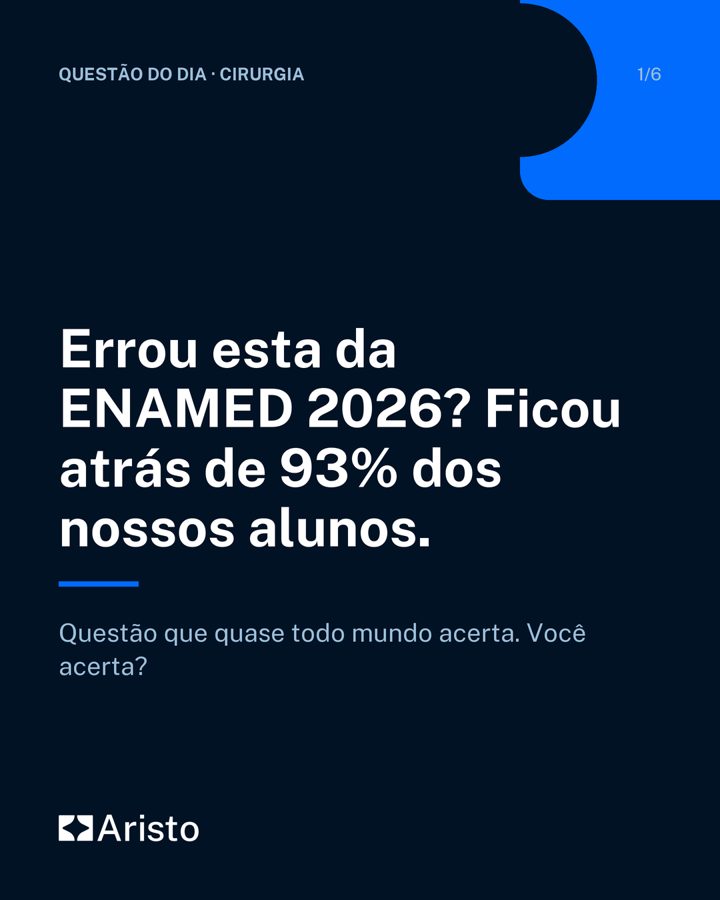 QUESTÃO DO DIA · CIRURGIA
1/6
Errou esta da
ENAMED 2026? Ficou
atrás de 93% dos
nossos alunos.
Questão que quase todo mundo acerta. Você
acerta?
Aristo